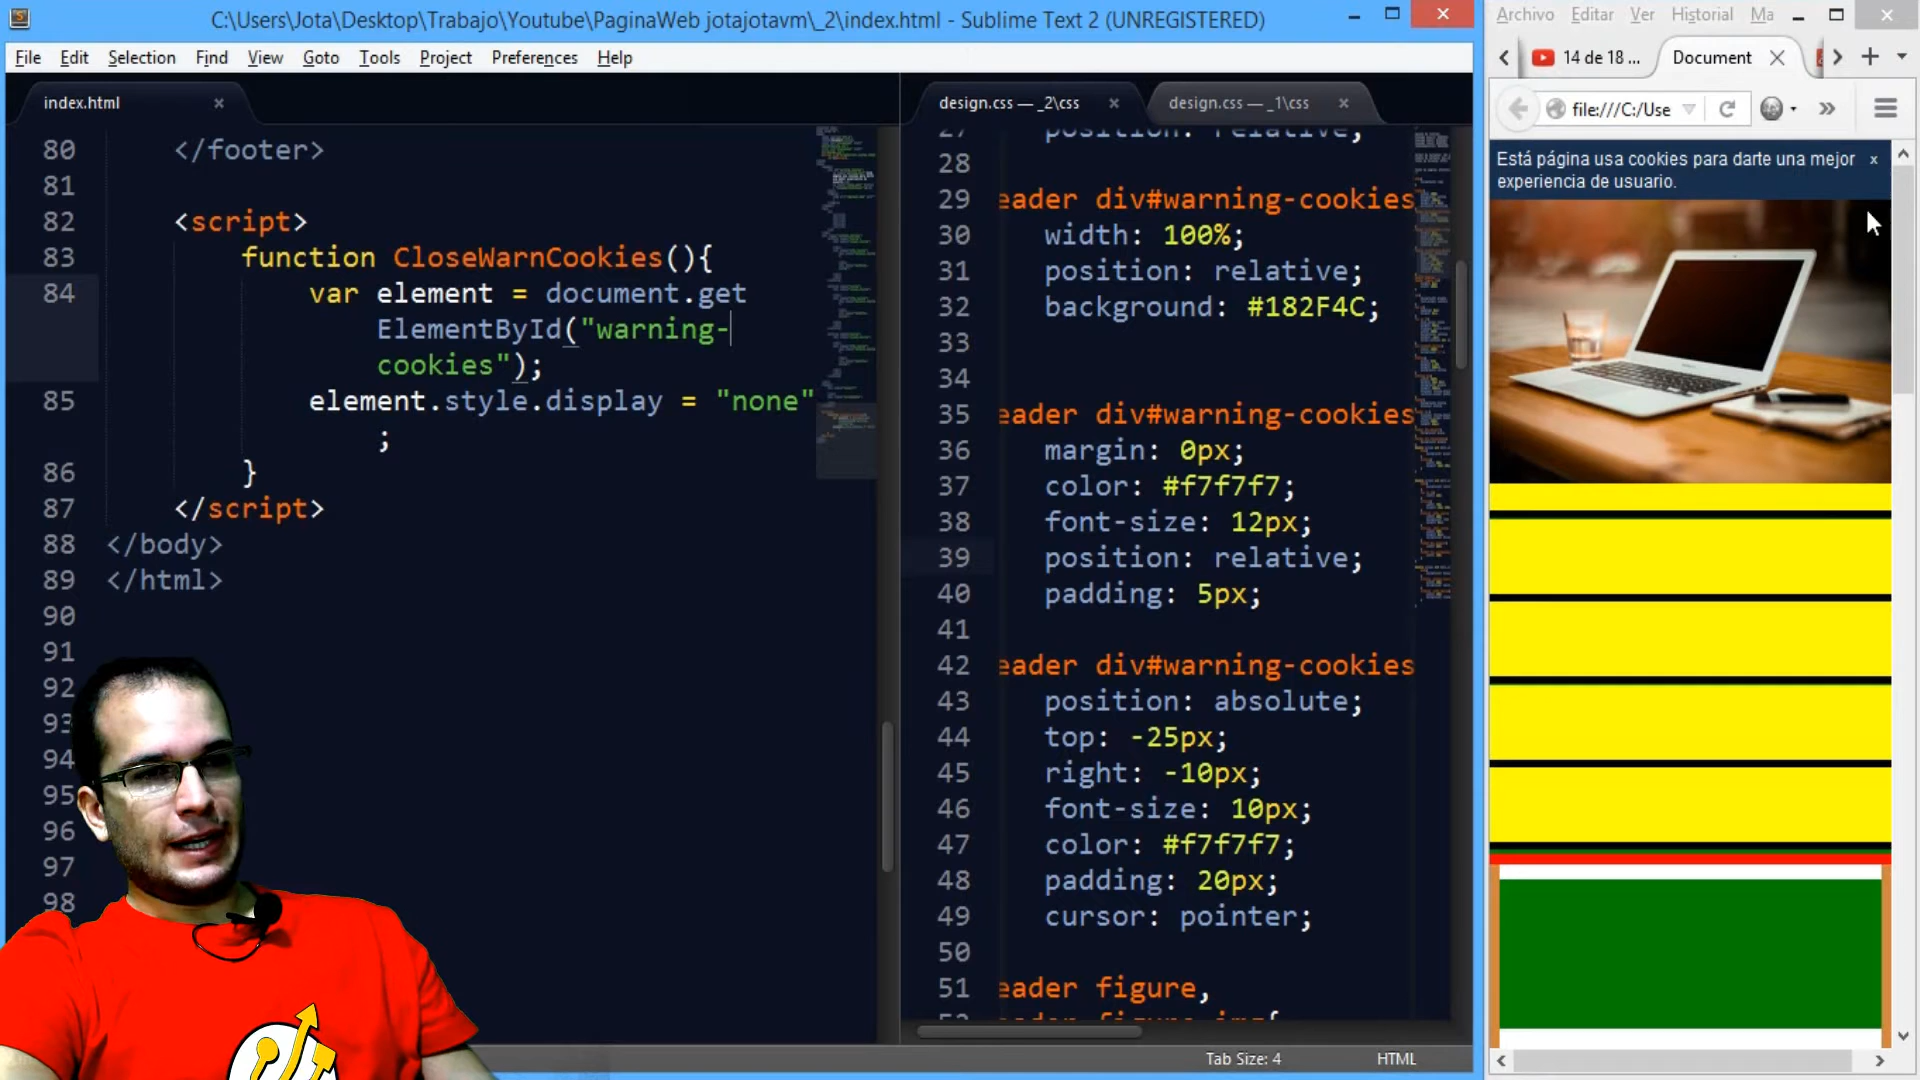 C:\Users\Jota\Desktop\Trabajo\Youtube\PaginaWeb jotajotavm\_2\index.html - Sublime Text 2 (UNREGISTERED)
File Edit Selection Find View Goto Tools Project Preferences Help
index.html
80 </footer>
81
82 <script>
83 function CloseWarnCookies(){
84 var element = document.get
ElementById("warning-
cookies");
85 element.style.display = "none"
;
86 }
87 </script>
88 </body>
89 </html>
90
91
92
93
94
95
96
97
98
design.css — _2\css
design.css — _1\css
27 position: relative;
28
29 eader div#warning-cookies
30 width: 100%;
31 position: relative;
32 background: #182F4C;
33
34
35 eader div#warning-cookies
36 margin: 0px;
37 color: #f7f7f7;
38 font-size: 12px;
39 position: relative;
40 padding: 5px;
41
42 eader div#warning-cookies
43 position: absolute;
44 top: -25px;
45 right: -10px;
46 font-size: 10px;
47 color: #f7f7f7;
48 padding: 20px;
49 cursor: pointer;
50
51 eader figure,
Tab Size: 4 HTML
Archivo Editar Ver Historial Ma
14 de 18 ... Document
file:///C:/Use
Está página usa cookies para darte una mejor x
experiencia de usuario.